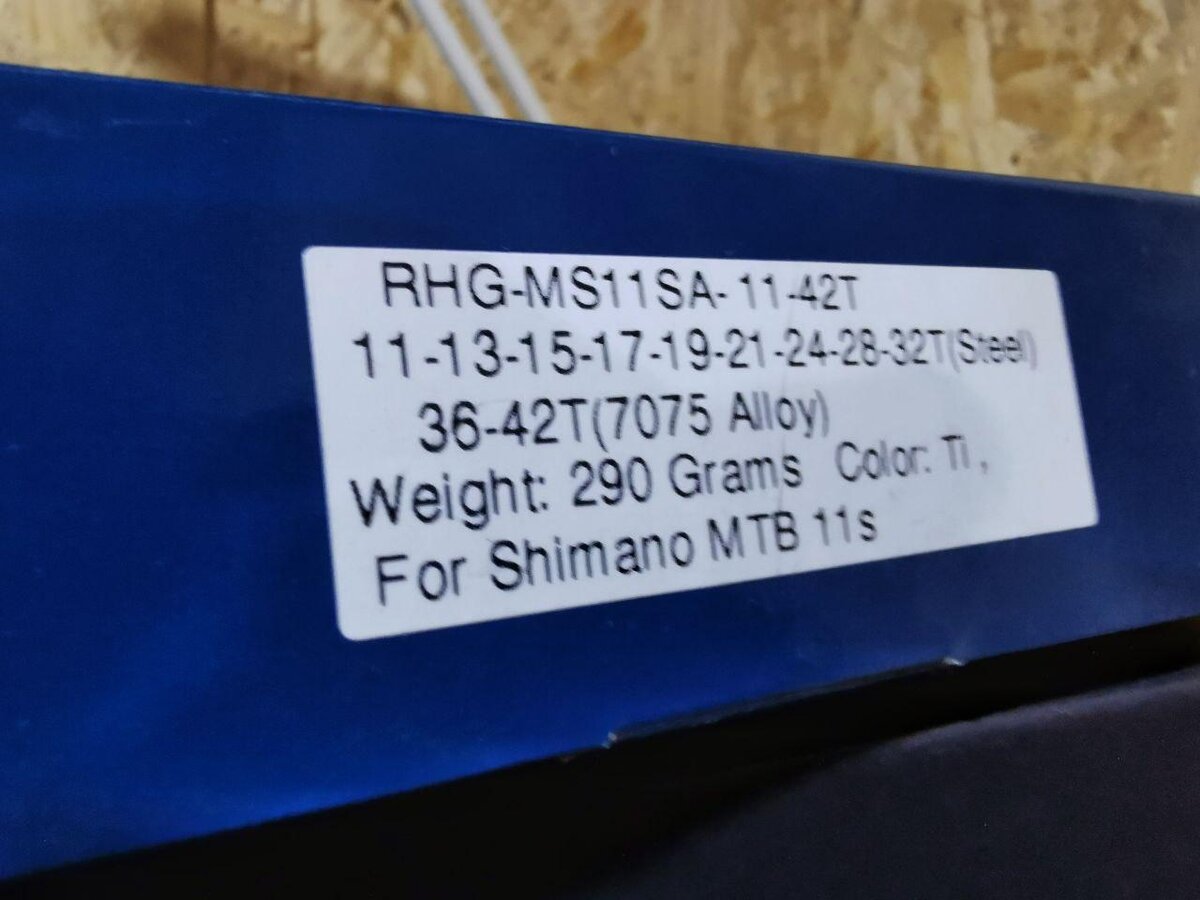 RHG-MS11SA- 11-42T
11-13-15-17-19-21-24-28-32T(Steel)
36-42T(7075 Alloy)
Weight: 290 Grams Color: Ti ,
For Shimano MTB 11s